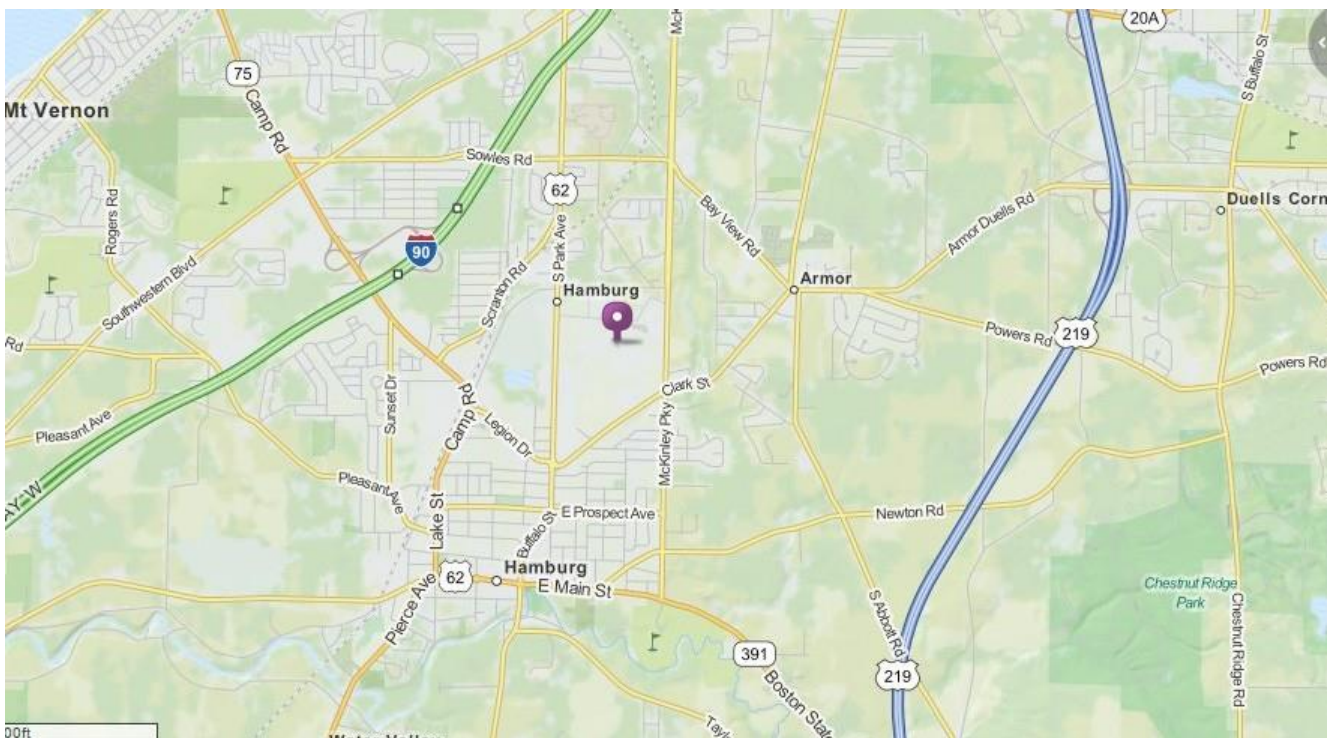 20A
McK
S Buffalo St
75
Camp Rd
Mt Vernon
Sowles Rd
62
Rogers Rd
Bay View Rd
Duells Corn
S Park Ave
Armor Duells Rd
90
Southwestern Blvd
Scranton Rd
Hamburg
Armor
Powers Rd
219
Rd
Powers Rd
Sunset Dr
Clark St
Camp Rd
Legion Dr
Pleasant Ave
McKinley Pky
Pleasant Ave
AY W
Lake St
E Prospect Ave
Newton Rd
Buffalo St
62
Hamburg
E Main St
Chestnut Ridge
Park
Pierce Ave
S Abbott Rd
Chestnut Ridge Rd
391
219
Boston State
Tayl
00ft